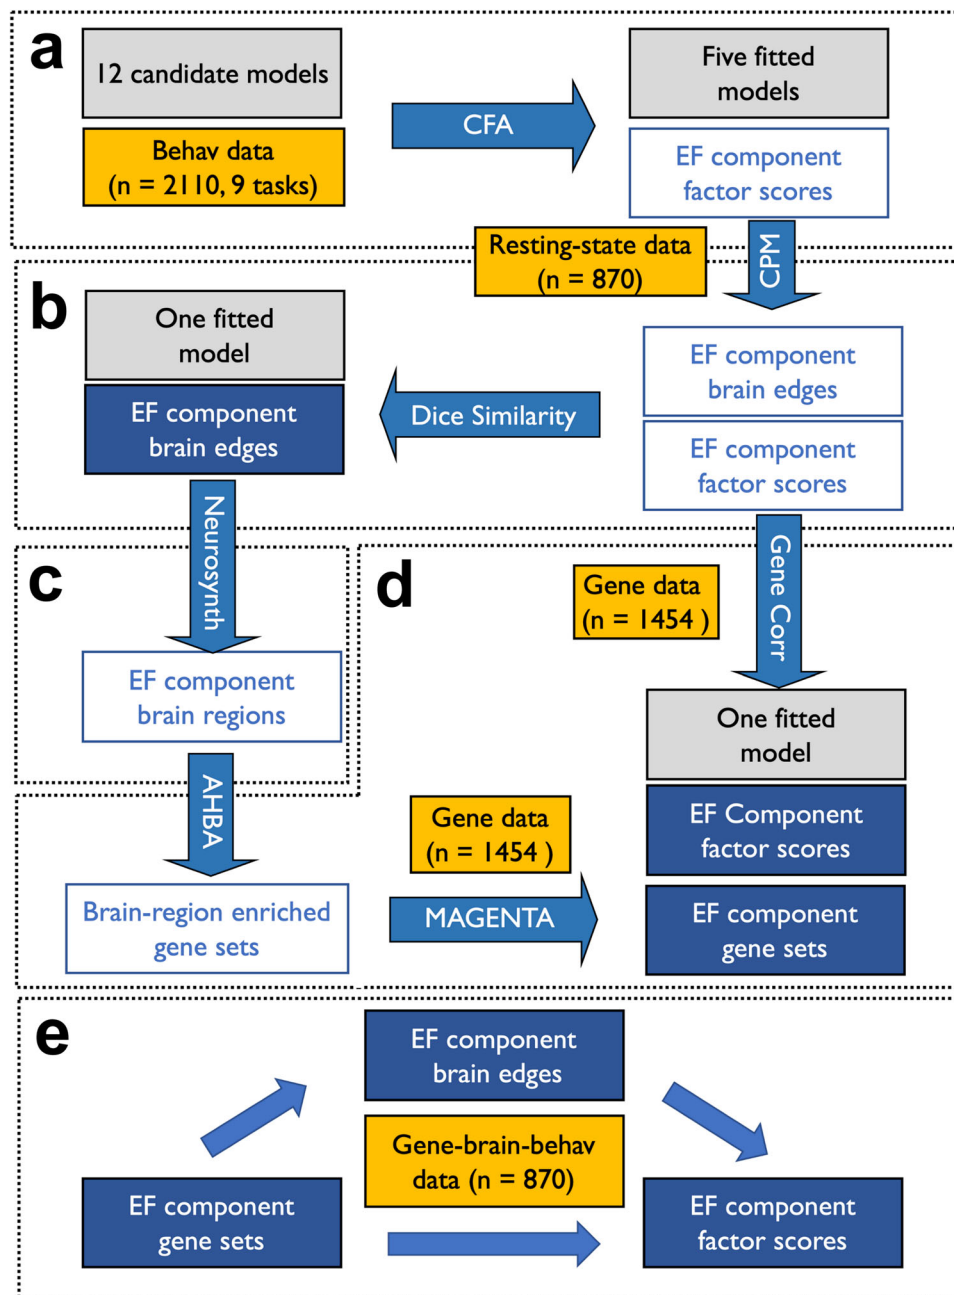 a
12 candidate models
Behav data
(n = 2110, 9 tasks)
CFA
Five fitted
models
EF component
factor scores
Resting-state data
(n = 870)
CPM
b
One fitted
model
EF component
brain edges
Dice Similarity
EF component
brain edges
EF component
factor scores
Neurosynth
Gene Corr
c
EF component
brain regions
AHBA
d
Gene data
(n = 1454 )
One fitted
model
EF Component
factor scores
EF component
gene sets
Gene data
(n = 1454 )
MAGENTA
Brain-region enriched
gene sets
e
EF component
brain edges
Gene-brain-behav
data (n = 870)
EF component
gene sets
EF component
factor scores